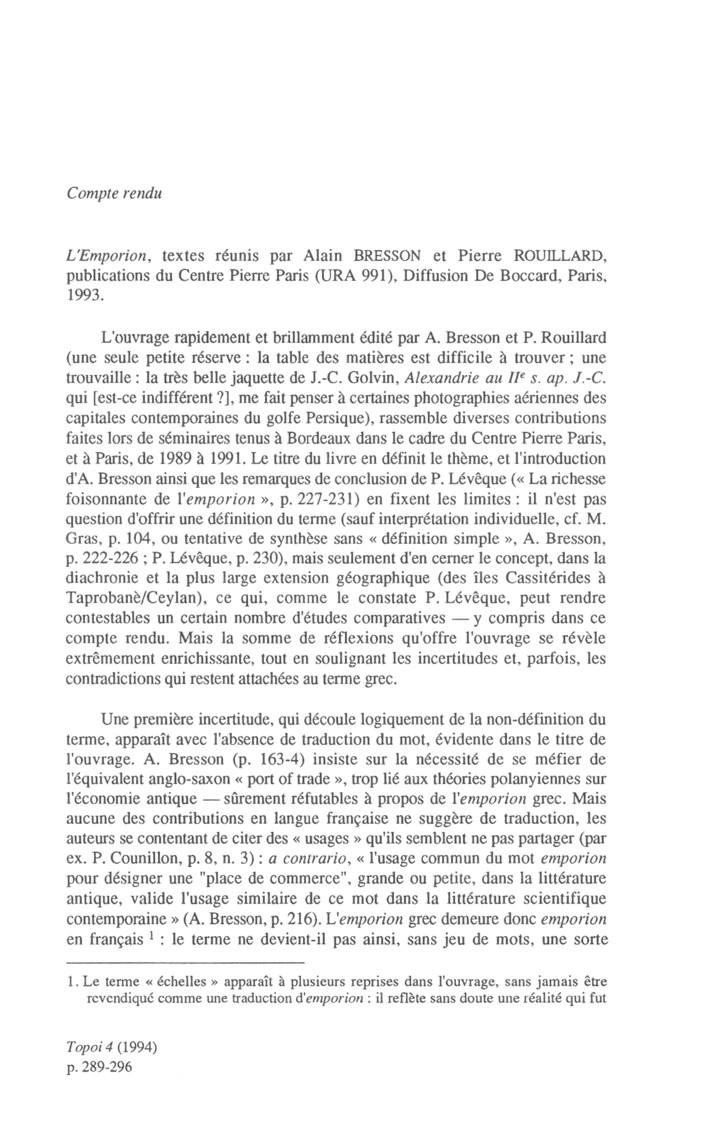 Compte rendu
L'Emporion, textes réunis par Alain BRESSON et Pierre ROUILLARD,
publications du Centre Pierre Paris (URA 991), Diffusion De Boccard, Paris,
1993.
L'ouvrage rapidement et brillamment édité par A. Bresson et P. Rouillard
(une seule petite réserve : la table des matières est difficile à trouver ; une
trouvaille : la très belle jaquette de J.-C. Golvin, Alexandrie au IIe s. ap. J.-C.
qui [est-ce indifférent ?], me fait penser à certaines photographies aériennes des
capitales contemporaines du golfe Persique), rassemble diverses contributions
faites lors de séminaires tenus à Bordeaux dans le cadre du Centre Pierre Paris,
et à Paris, de 1989 à 1991. Le titre du livre en définit le thème, et l'introduction
d'A. Bresson ainsi que les remarques de conclusion de P. Lévêque (« La richesse
foisonnante de l'emporion », p. 227-231) en fixent les limites : il n'est pas
question d'offrir une définition du terme (sauf interprétation individuelle, cf. M.
Gras, p. 104, ou tentative de synthèse sans « définition simple », A. Bresson,
p. 222-226 ; P. Lévêque, p. 230), mais seulement d'en cerner le concept, dans la
diachronie et la plus large extension géographique (des îles Cassitérides à
Taprobanè/Ceylan), ce qui, comme le constate P. Lévêque, peut rendre
contestables un certain nombre d'études comparatives — y compris dans ce
compte rendu. Mais la somme de réflexions qu'offre l'ouvrage se révèle
extrêmement enrichissante, tout en soulignant les incertitudes et, parfois, les
contradictions qui restent attachées au terme grec.
Une première incertitude, qui découle logiquement de la non-définition du
terme, apparaît avec l'absence de traduction du mot, évidente dans le titre de
l'ouvrage. A. Bresson (p. 163-4) insiste sur la nécessité de se méfier de
l'équivalent anglo-saxon « port of trade », trop lié aux théories polanyiennes sur
l'économie antique — sûrement réfutables à propos de l'emporion grec. Mais
aucune des contributions en langue française ne suggère de traduction, les
auteurs se contentant de citer des « usages » qu'ils semblent ne pas partager (par
ex. P. Counillon, p. 8, n. 3) : a contrario, « l'usage commun du mot emporion
pour désigner une "place de commerce", grande ou petite, dans la littérature
antique, valide l'usage similaire de ce mot dans la littérature scientifique
contemporaine » (A. Bresson, p. 216). L'emporion grec demeure donc emporion
en français 1 : le terme ne devient-il pas ainsi, sans jeu de mots, une sorte
1. Le terme « échelles » apparaît à plusieurs reprises dans l'ouvrage, sans jamais être
revendiqué comme une traduction d'emporion : il reflète sans doute une réalité qui fut
Topoi 4 (1994)
p. 289-296